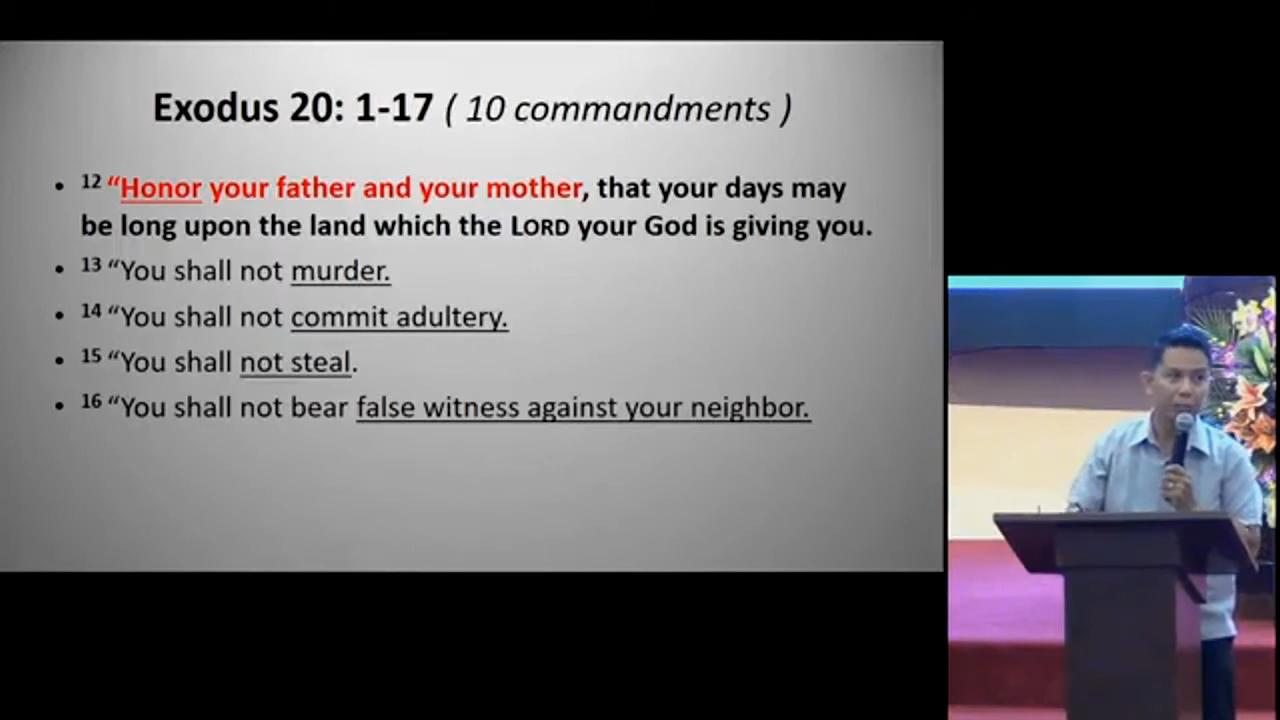 Exodus 20: 1-17 ( 10 commandments )
• 12 “Honor your father and your mother, that your days may
be long upon the land which the LORD your God is giving you.
• 13 “You shall not murder.
• 14 “You shall not commit adultery.
• 15 “You shall not steal.
• 16 “You shall not bear false witness against your neighbor.